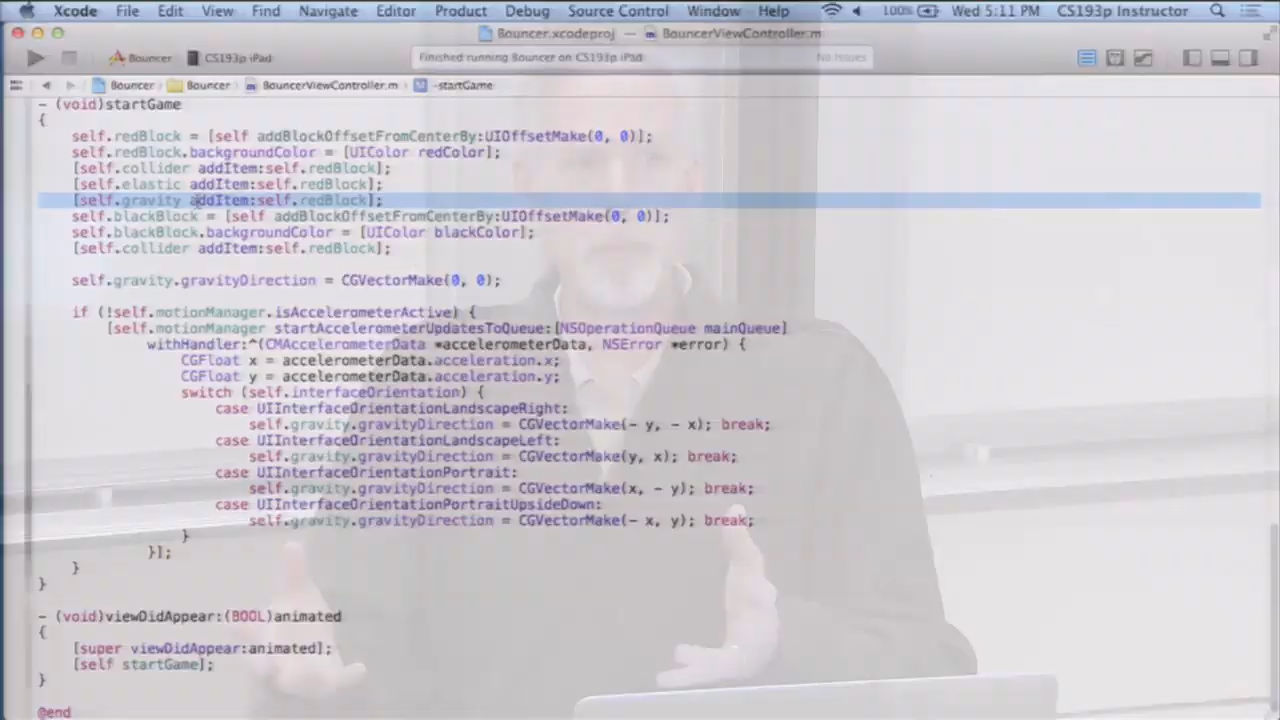 Xcode File Edit View Find Navigate Editor Product Debug Source Control Window Help 100% Wed 5:11 PM CS193p Instructor
Bouncer.xcodeproj — BouncerViewController.m
Bouncer CS193p iPad Finished running Bouncer on CS193p iPad No Issues
Bouncer Bouncer BouncerViewController.m M -startGame
- (void)startGame
{
self.redBlock = [self addBlockOffsetFromCenterBy:UIOffsetMake(0, 0)];
self.redBlock.backgroundColor = [UIColor redColor];
[self.collider addItem:self.redBlock];
[self.elastic addItem:self.redBlock];
[self.gravity addItem:self.redBlock];
self.blackBlock = [self addBlockOffsetFromCenterBy:UIOffsetMake(0, 0)];
self.blackBlock.backgroundColor = [UIColor blackColor];
[self.collider addItem:self.redBlock];
self.gravity.gravityDirection = CGVectorMake(0, 0);
if (!self.motionManager.isAccelerometerActive) {
[self.motionManager startAccelerometerUpdatesToQueue:[NSOperationQueue mainQueue]
withHandler:^(CMAccelerometerData *accelerometerData, NSError *error) {
CGFloat x = accelerometerData.acceleration.x;
CGFloat y = accelerometerData.acceleration.y;
switch (self.interfaceOrientation) {
case UIInterfaceOrientationLandscapeRight:
self.gravity.gravityDirection = CGVectorMake(- y, - x); break;
case UIInterfaceOrientationLandscapeLeft:
self.gravity.gravityDirection = CGVectorMake(y, x); break;
case UIInterfaceOrientationPortrait:
self.gravity.gravityDirection = CGVectorMake(x, - y); break;
case UIInterfaceOrientationPortraitUpsideDown:
self.gravity.gravityDirection = CGVectorMake(- x, y); break;
}
}];
}
}
- (void)viewDidAppear:(BOOL)animated
{
[super viewDidAppear:animated];
[self startGame];
}
@end